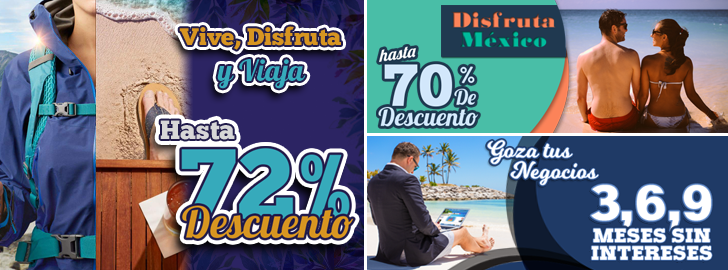 Vive, Disfruta
y Viaja
Hasta
72%
Descuento
Disfruta
México
hasta
70%
De
Descuento
Goza tus
Negocios
3,6,9
MESES SIN
INTERESES